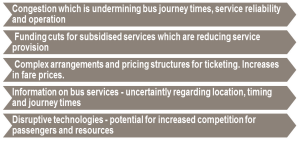 Congestion which is undermining bus journey times, service reliability
and operation
Funding cuts for subsidised services which are reducing service
provision
Complex arrangements and pricing structures for ticketing. Increases
in fare prices.
Information on bus services - uncertaintly regarding location, timing
and journey times
Disruptive technologies - potential for increased competition for
passengers and resources